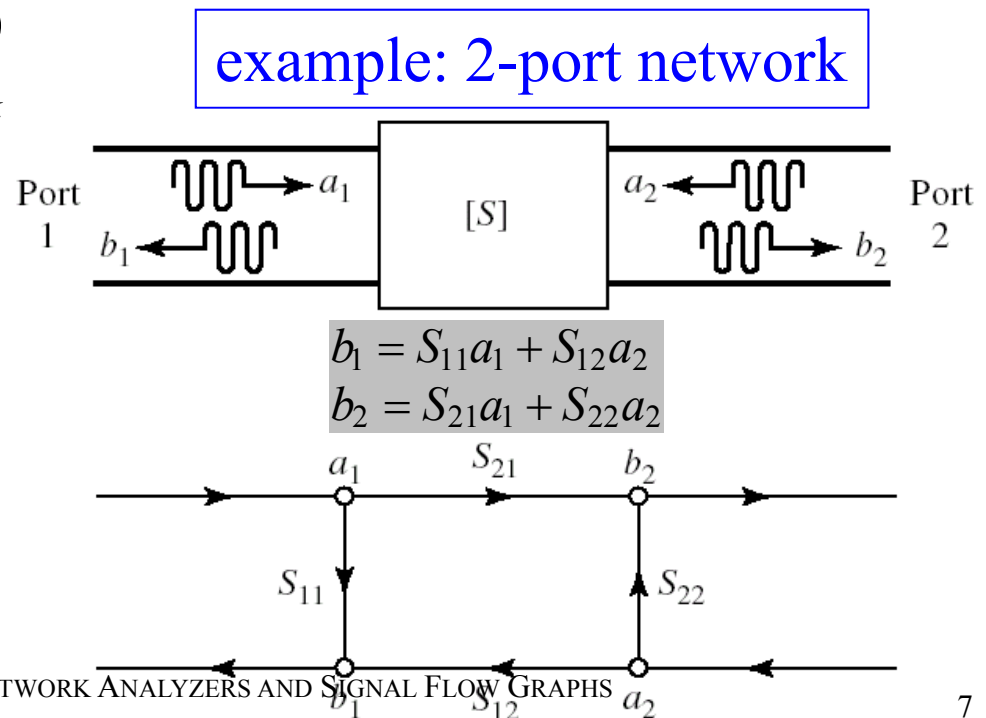 )
example: 2-port network
Port 1
a₁
b₁
[S]
a₂
b₂
Port 2
b₁ = S₁₁a₁ + S₁₂a₂
b₂ = S₂₁a₁ + S₂₂a₂
a₁ S₂₁ b₂
S₁₁ S₂₂
b₁ S₁₂ a₂
TWORK ANALYZERS AND SIGNAL FLOW GRAPHS
7